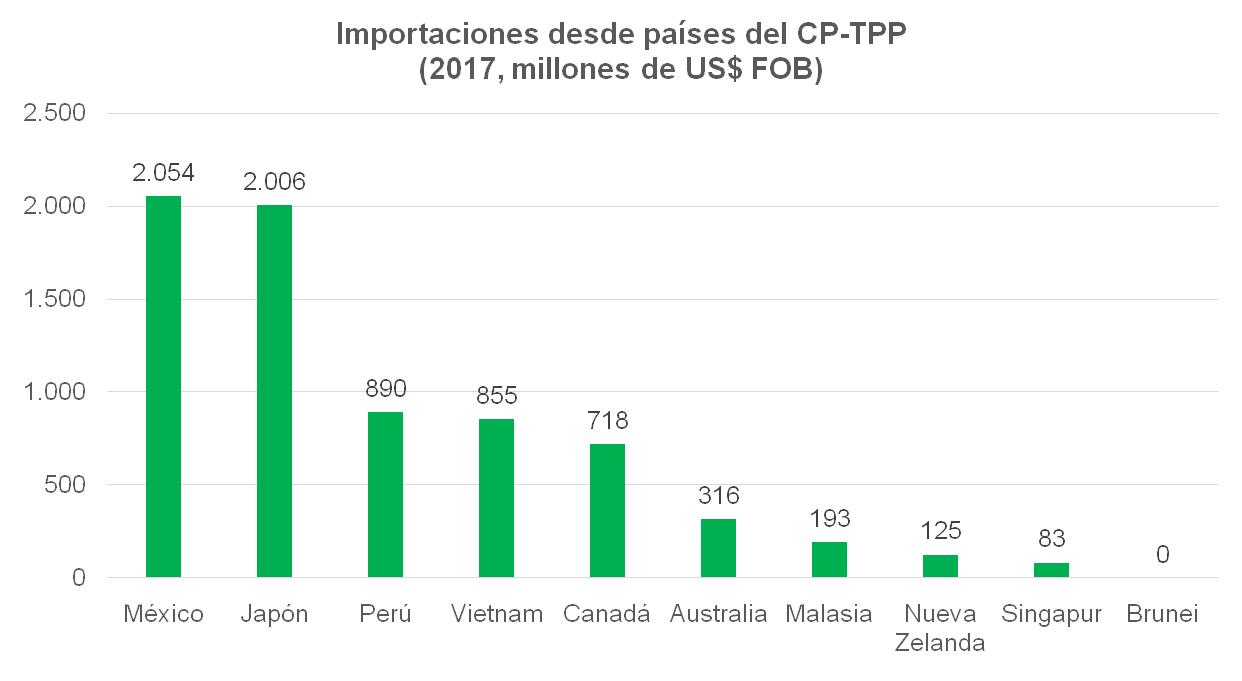 Importaciones desde países del CP-TPP
(2017, millones de US$ FOB)
2.500
2.000
1.500
1.000
500
0
2.054
2.006
890
855
718
316
193
125
83
0
México
Japón
Perú
Vietnam
Canadá
Australia
Malasia
Nueva
Zelanda
Singapur
Brunei